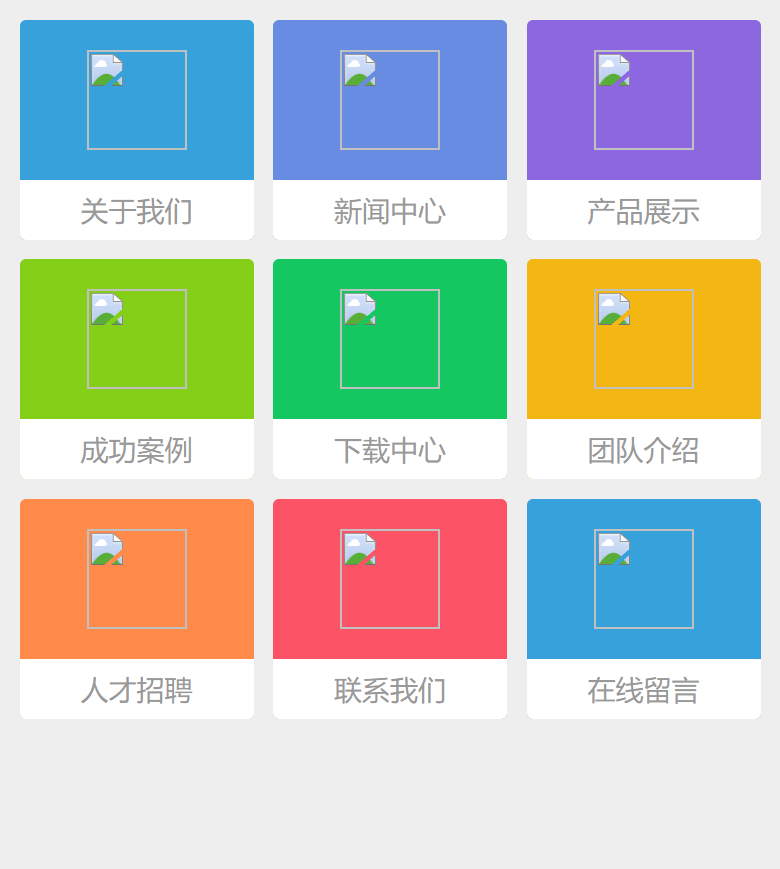 关于我们
新闻中心
产品展示
成功案例
下载中心
团队介绍
人才招聘
联系我们
在线留言